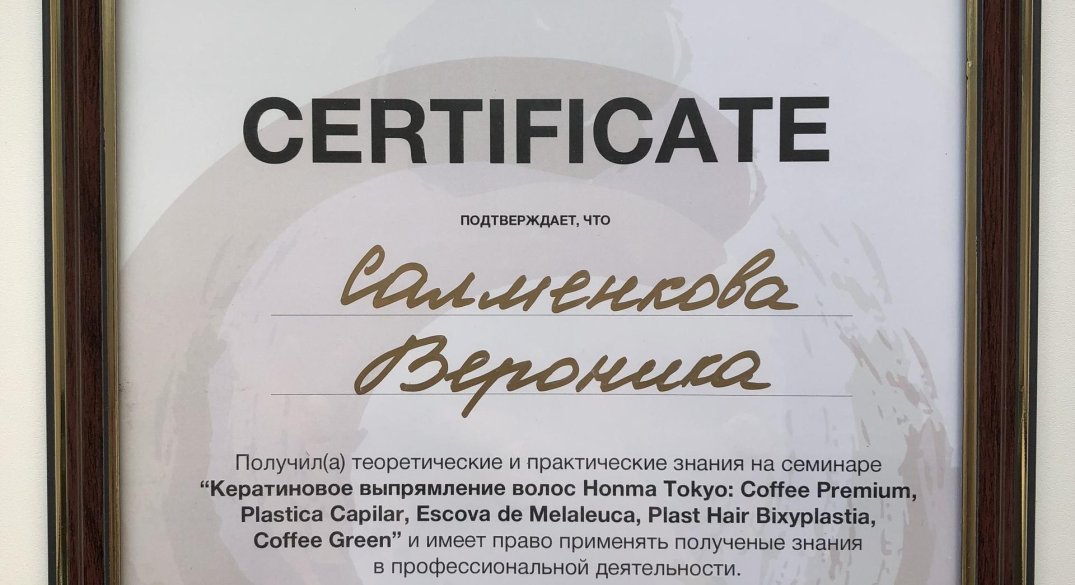 CERTIFICATE
ПОДТВЕРЖДАЕТ, ЧТО
Салменкова
Вероника
Получил(а) теоретические и практические знания на семинаре
“Кератиновое выпрямление волос Honma Tokyo: Coffee Premium,
Plastica Capilar, Escova de Melaleuca, Plast Hair Bixyplastia,
Coffee Green” и имеет право применять полученые знания
в профессиональной деятельности.